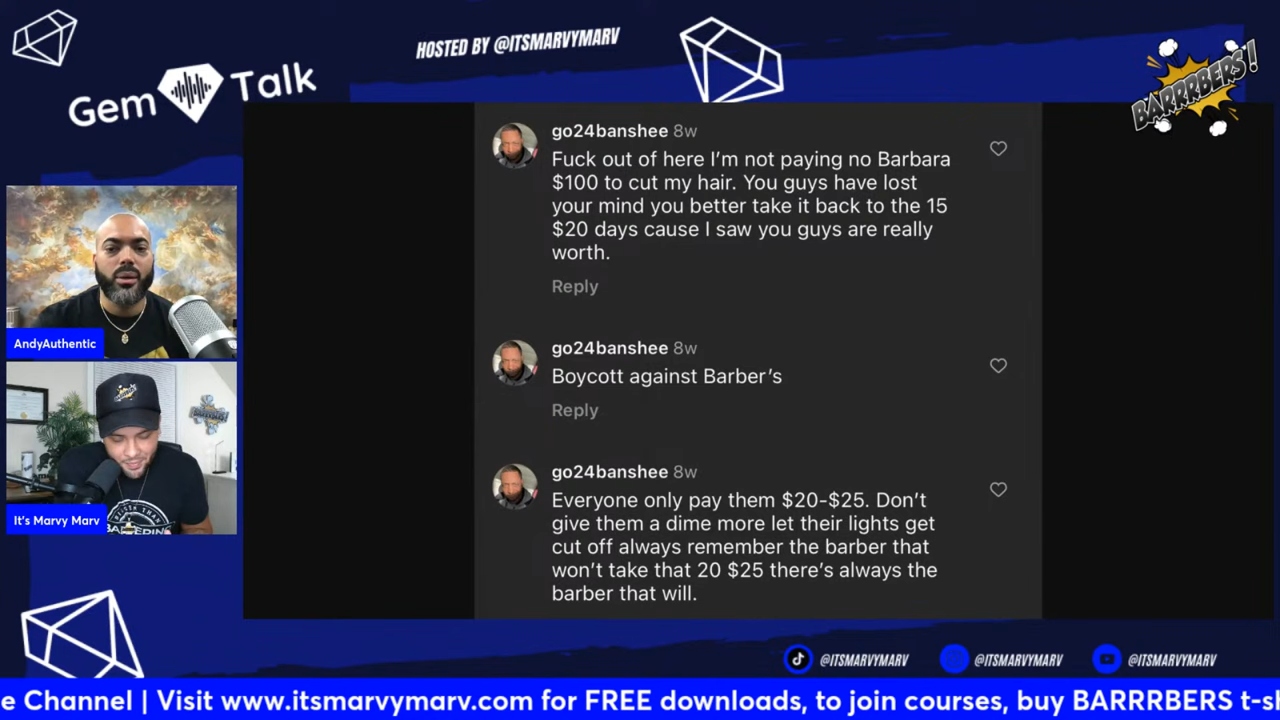 HOSTED BY @ITSMARVYMARV
Gem Talk
BARRRBERS!
go24banshee 8w
Fuck out of here I'm not paying no Barbara
$100 to cut my hair. You guys have lost
your mind you better take it back to the 15
$20 days cause I saw you guys are really
worth.
Reply
AndyAuthentic
go24banshee 8w
Boycott against Barber's
Reply
It's Marvy Marv
go24banshee 8w
Everyone only pay them $20-$25. Don't
give them a dime more let their lights get
cut off always remember the barber that
won't take that 20 $25 there's always the
barber that will.
@ITSMARVYMARV
@ITSMARVYMARV
@ITSMARVYMARV
e Channel | Visit www.itsmarvymarv.com for FREE downloads, to join courses, buy BARRRBERS t-sh